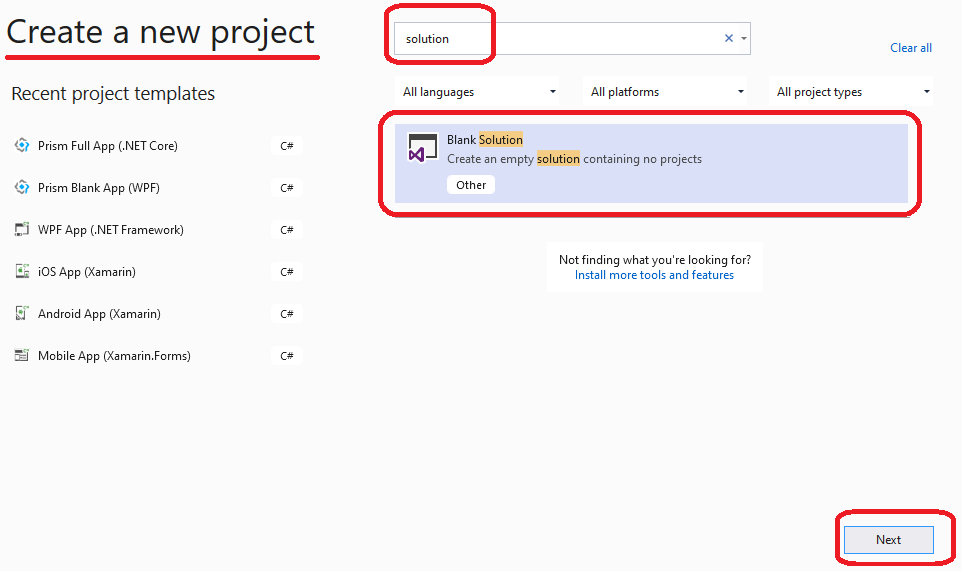 Create a new project
solution
Clear all
Recent project templates
All languages
All platforms
All project types
Prism Full App (.NET Core)
C#
Prism Blank App (WPF)
C#
WPF App (.NET Framework)
C#
iOS App (Xamarin)
C#
Android App (Xamarin)
C#
Mobile App (Xamarin.Forms)
C#
Blank Solution
Create an empty solution containing no projects
Other
Not finding what you're looking for?
Install more tools and features
Next